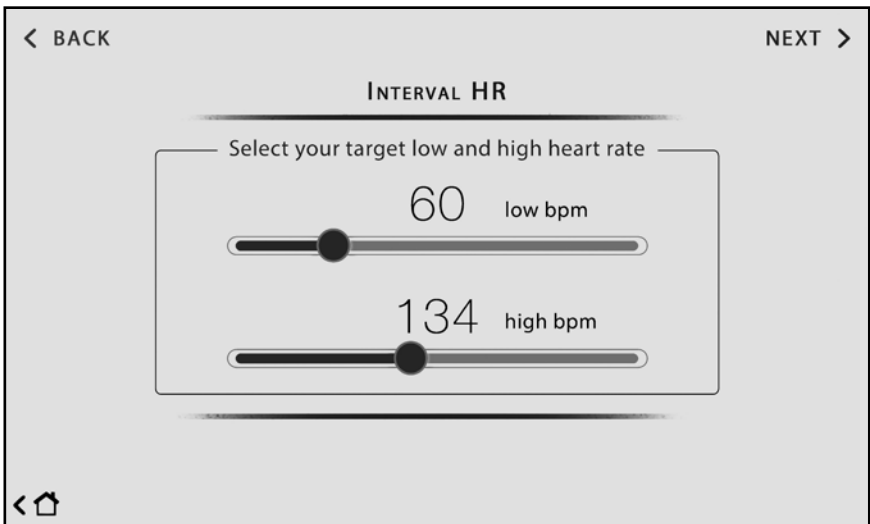 BACK
NEXT
INTERVAL HR
Select your target low and high heart rate
60 low bpm
134 high bpm